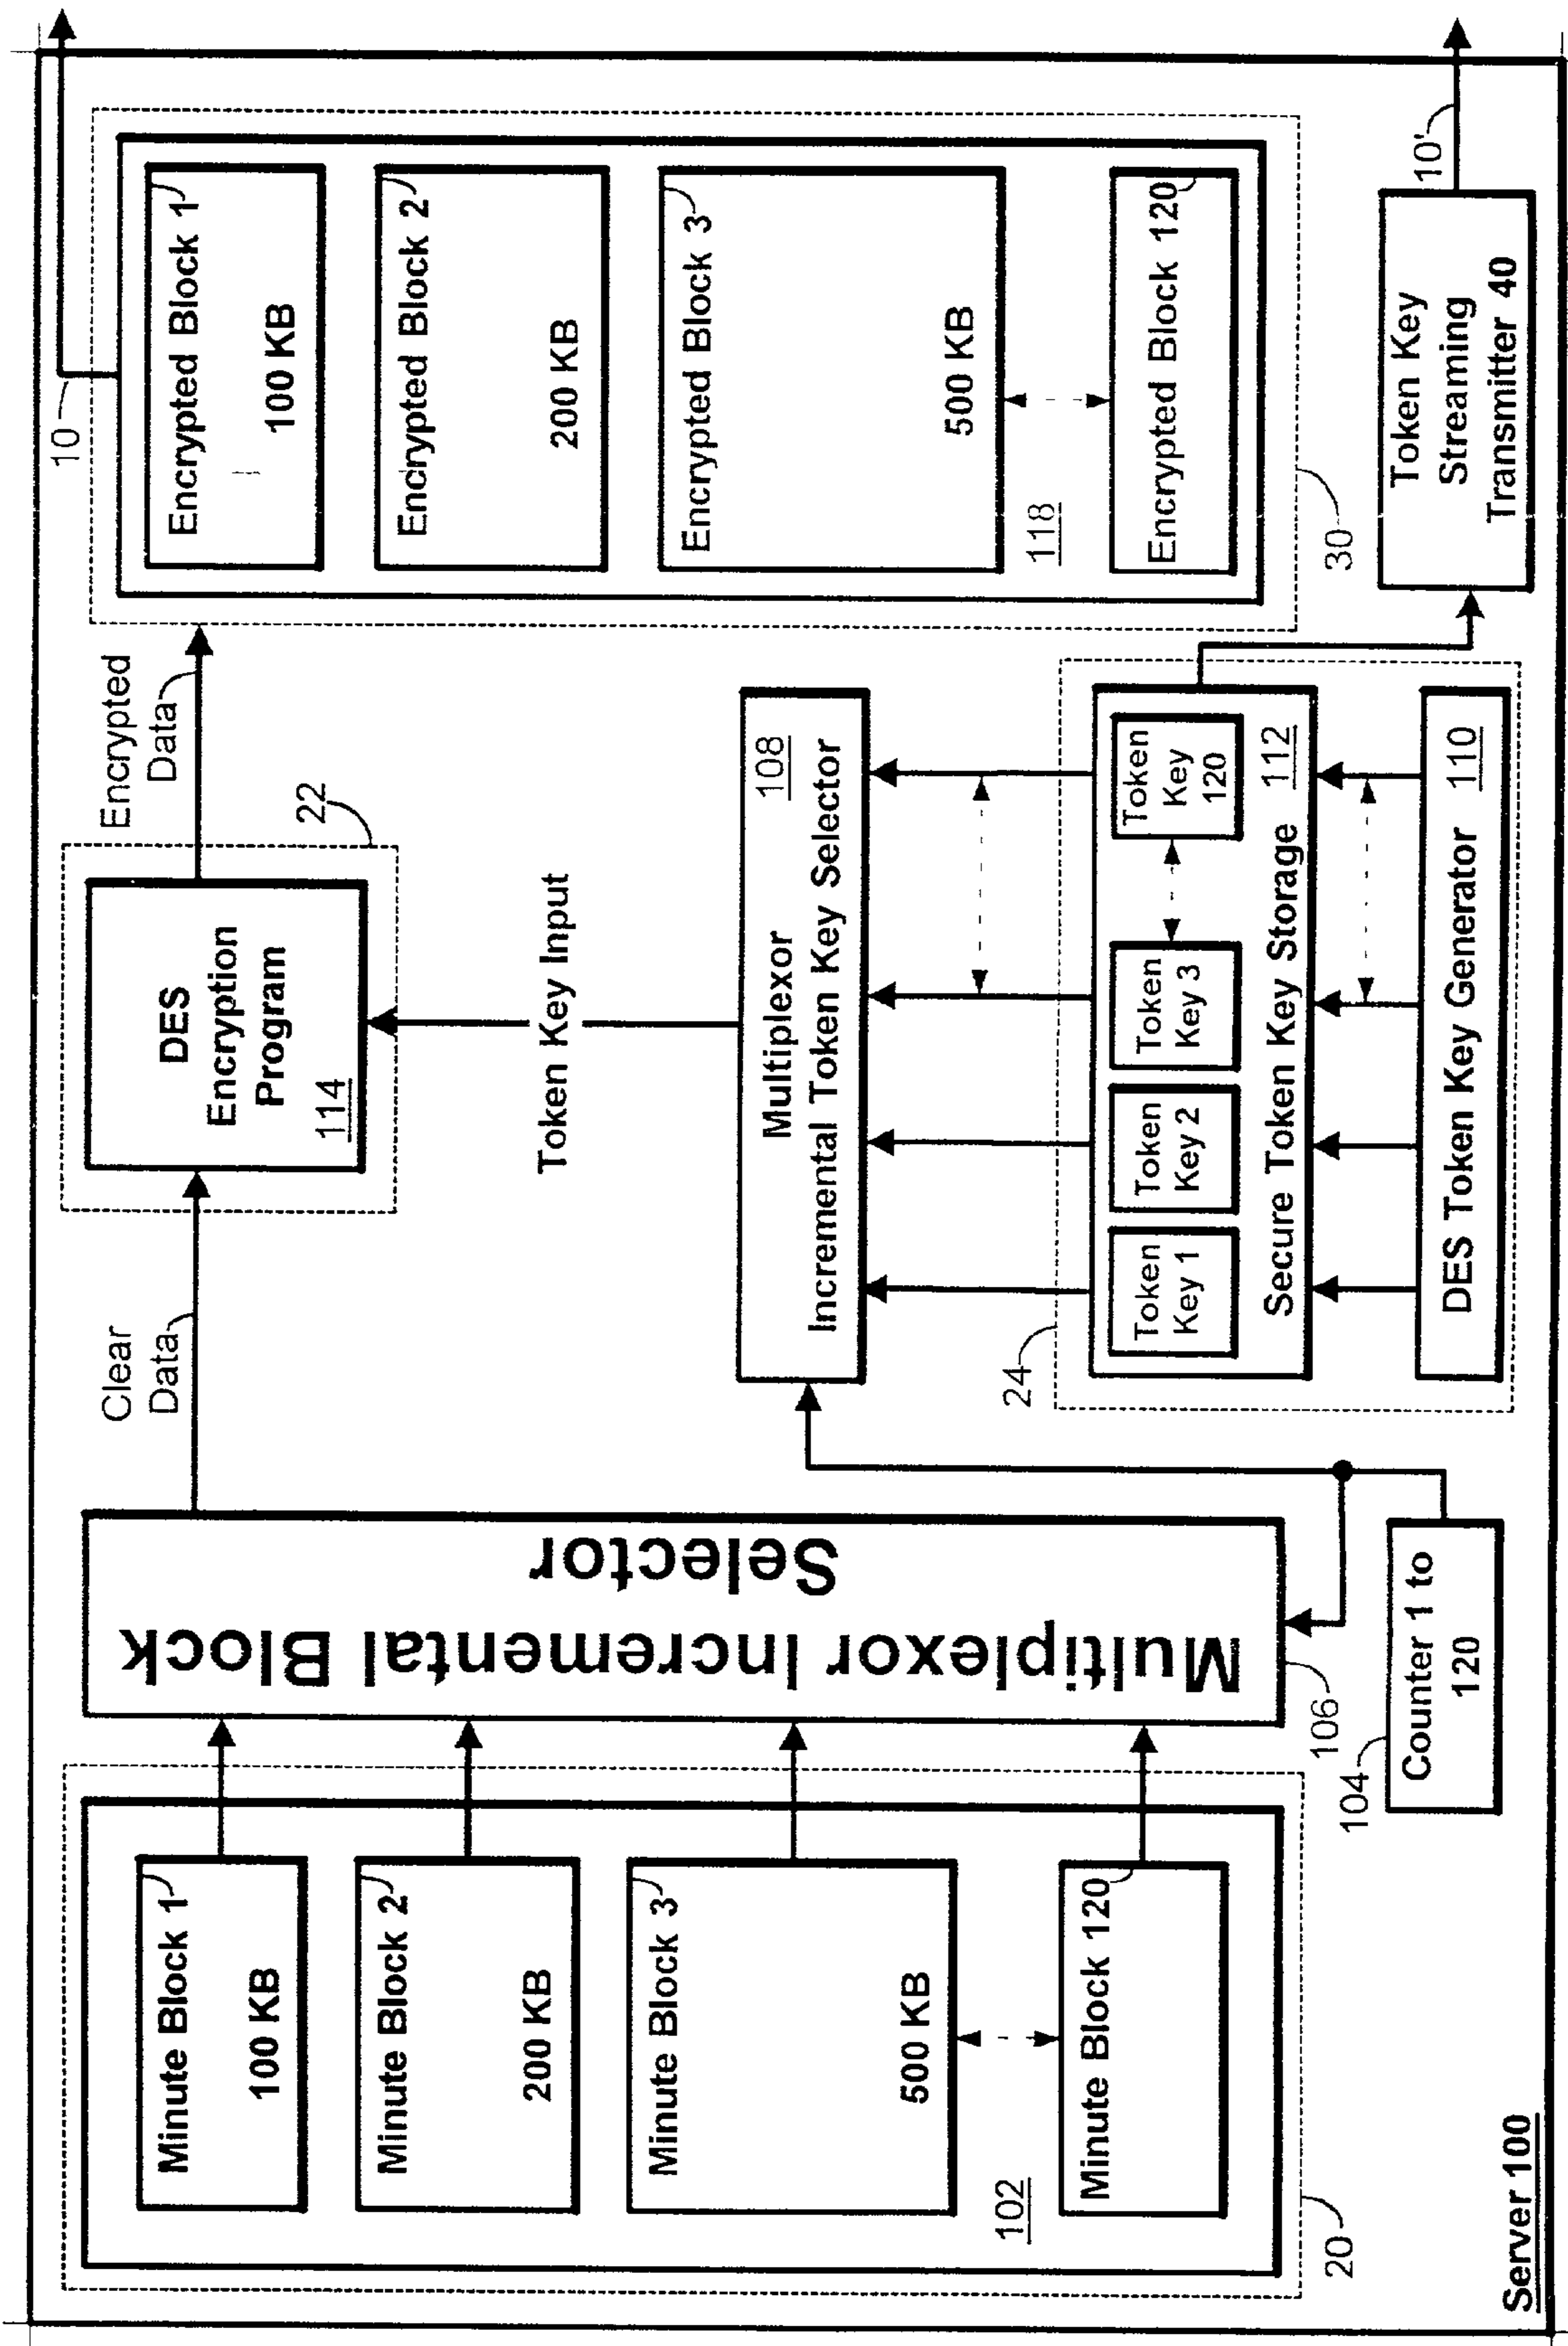 Minute Block 1
100 KB
Minute Block 2
200 KB
Minute Block 3
500 KB
102
Minute Block 120
20
Server 100
Multiplexor Incremental Block
Selector
106
104
Counter 1 to
120
Clear
Data
DES
Encryption
Program
114
22
Token Key Input
Multiplexor
108
Incremental Token Key Selector
24
Token
Key 1
Token
Key 2
Token
Key 3
Token
Key
120
Secure Token Key Storage
112
DES Token Key Generator
110
Encrypted
Data
10
Encrypted Block 1
100 KB
Encrypted Block 2
200 KB
Encrypted Block 3
500 KB
118
Encrypted Block 120
30
Token Key
Streaming
Transmitter 40
10'